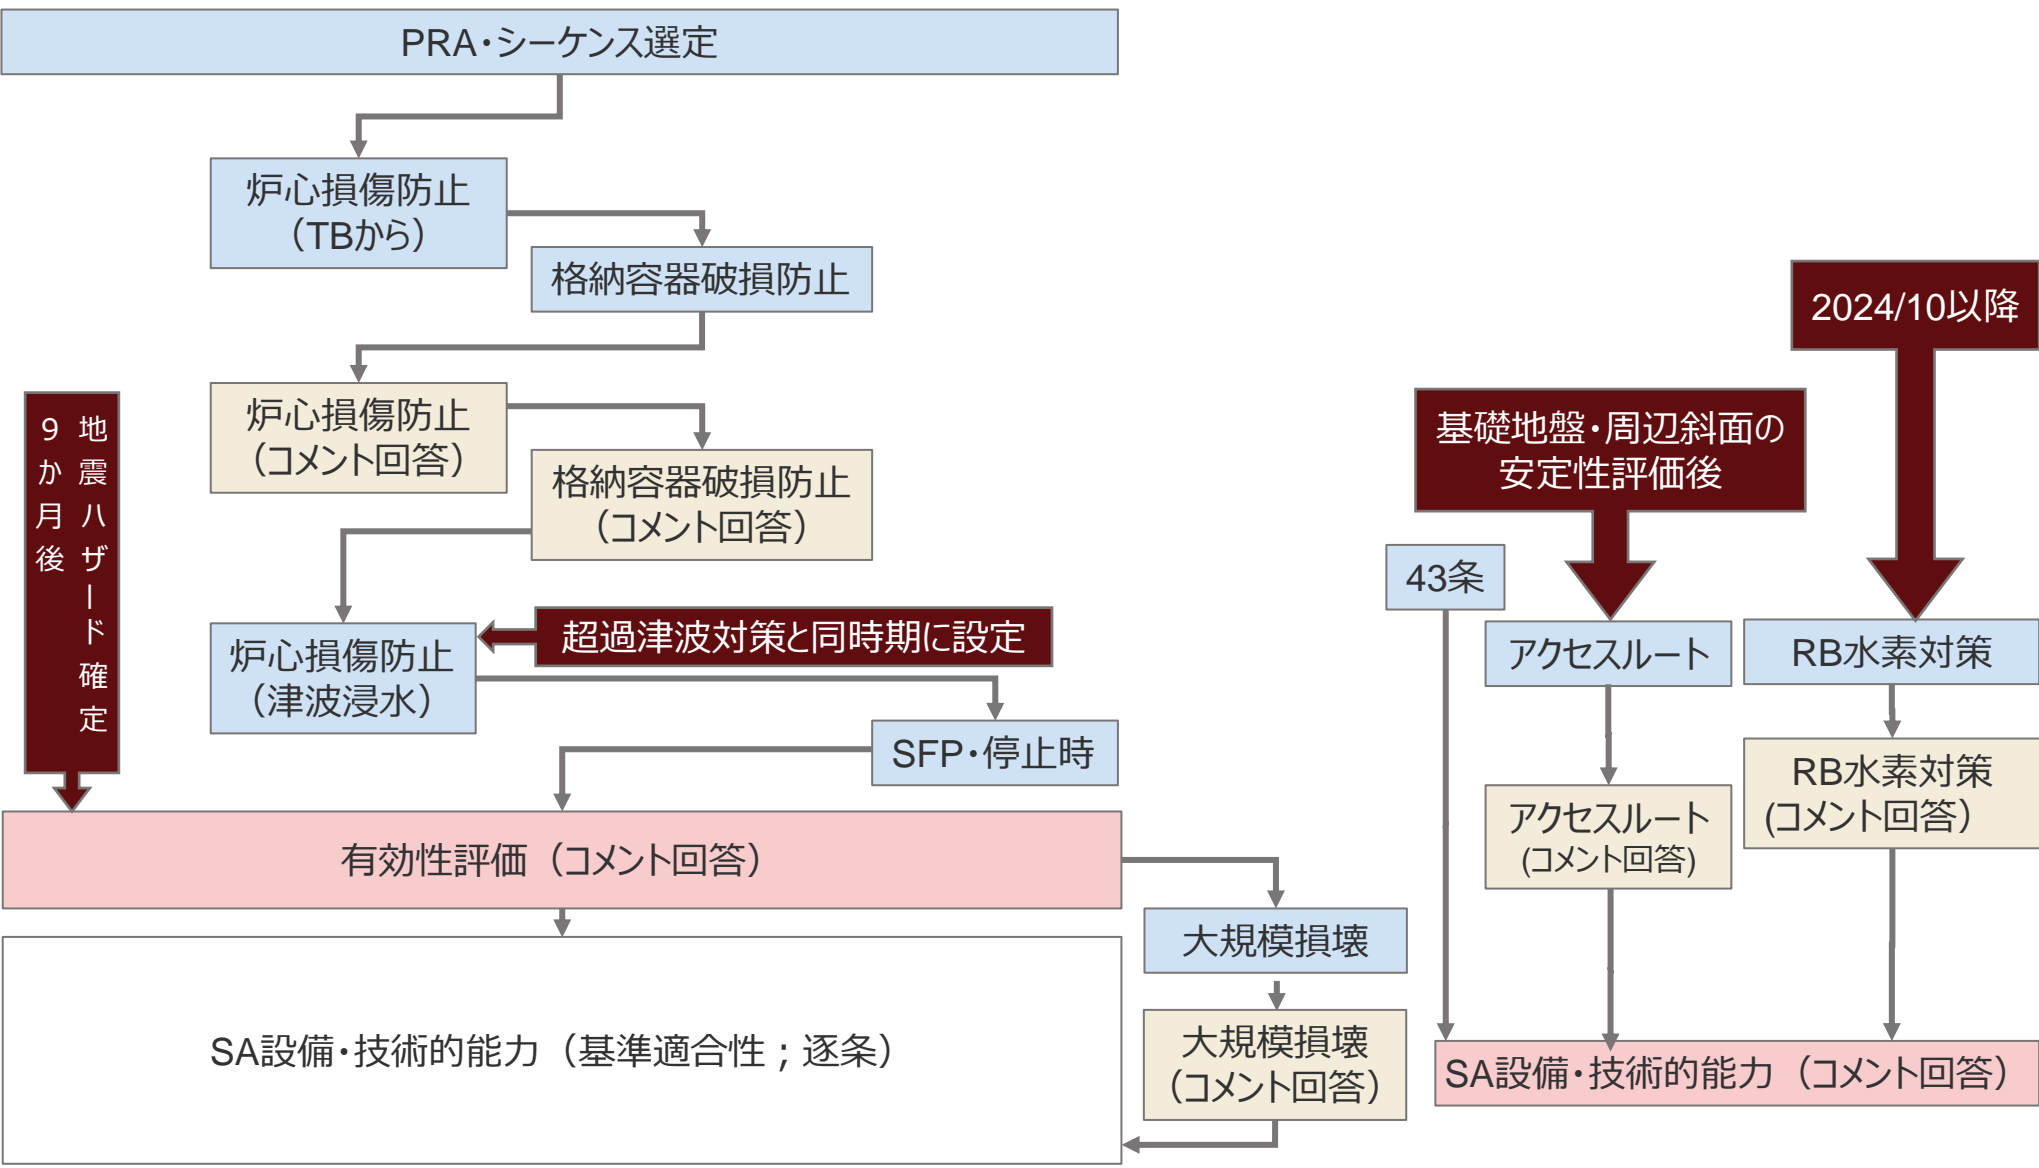 PRA・シーケンス選定
炉心損傷防止
（TBから）
格納容器破損防止
炉心損傷防止
（コメント回答）
格納容器破損防止
（コメント回答）
地震ハザード確定
9か月後
超過津波対策と同時期に設定
炉心損傷防止
（津波浸水）
SFP・停止時
有効性評価（コメント回答）
SA設備・技術的能力（基準適合性；逐条）
大規模損壊
大規模損壊
（コメント回答）
2024/10以降
基礎地盤・周辺斜面の
安定性評価後
43条
アクセスルート
RB水素対策
アクセスルート
(コメント回答)
RB水素対策
(コメント回答）
SA設備・技術的能力（コメント回答）